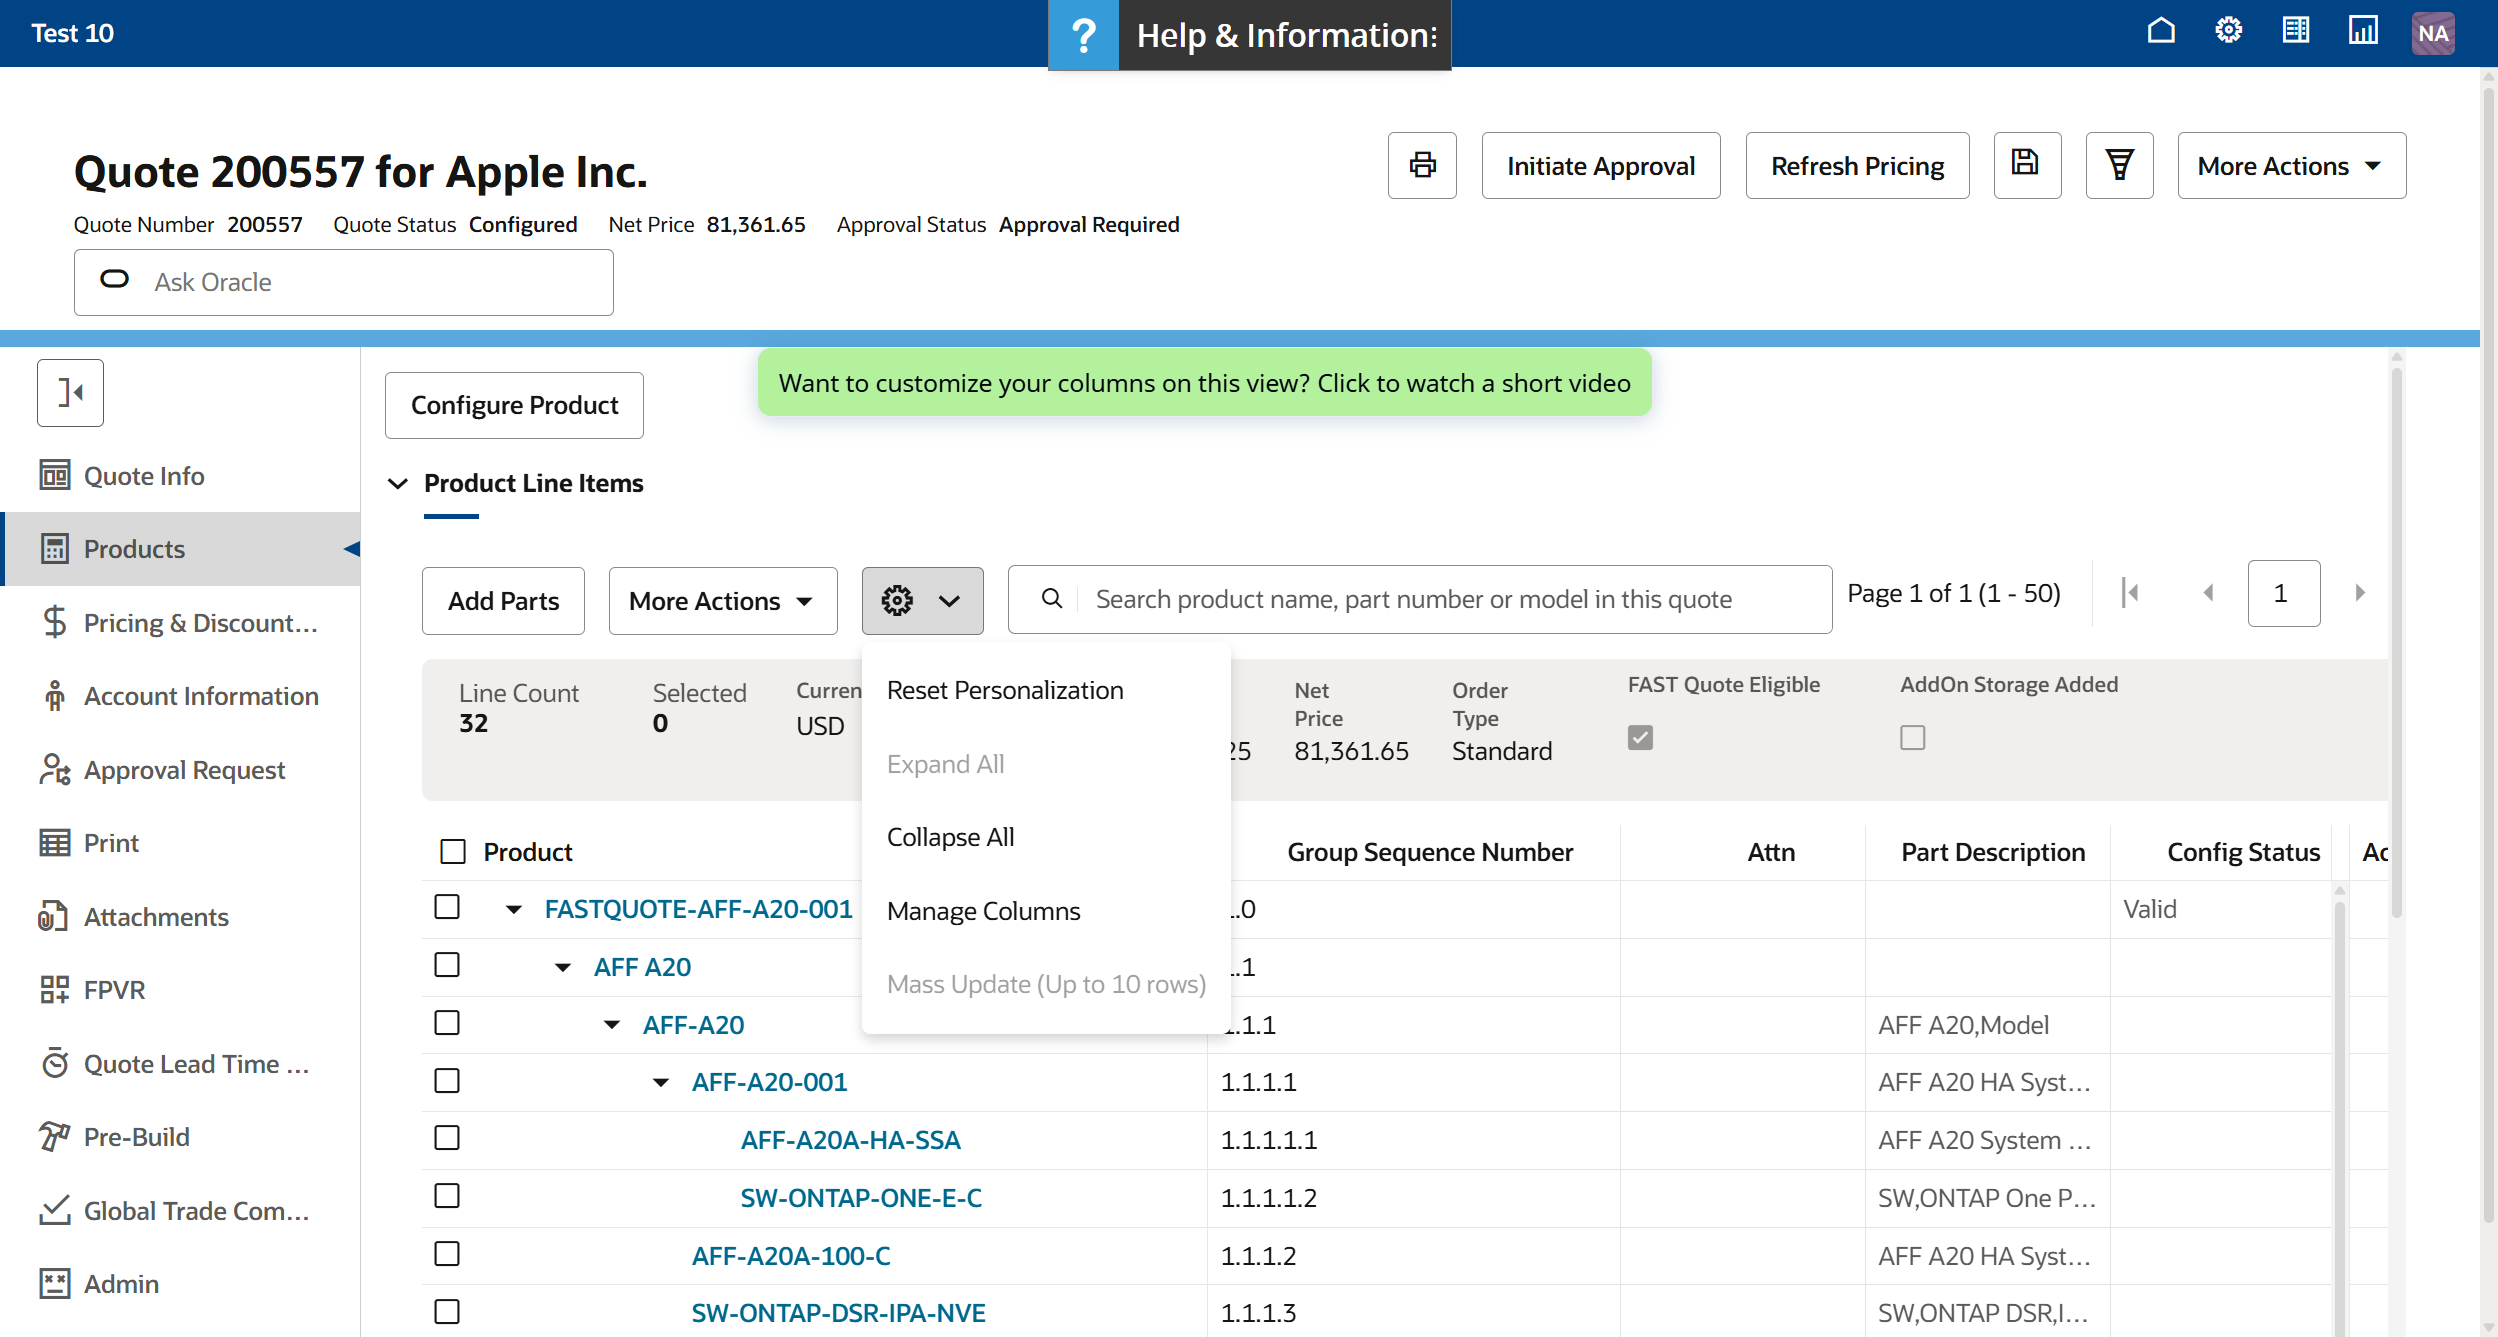 Test 10
? Help & Information
NA
Quote 200557 for Apple Inc.
Initiate Approval
Refresh Pricing
More Actions
Quote Number 200557 Quote Status Configured Net Price 81,361.65 Approval Status Approval Required
Ask Oracle
Want to customize your columns on this view? Click to watch a short video
Configure Product
Product Line Items
Quote Info
Products
Pricing & Discount...
Account Information
Approval Request
Print
Attachments
FPVR
Quote Lead Time ...
Pre-Build
Global Trade Com...
Admin
Add Parts
More Actions
Search product name, part number or model in this quote
Page 1 of 1 (1 - 50)
1
Line Count
32
Selected
0
Curren
USD
25
Net
Price
81,361.65
Order
Type
Standard
FAST Quote Eligible
AddOn Storage Added
Reset Personalization
Expand All
Collapse All
Manage Columns
Mass Update (Up to 10 rows)
Product Group Sequence Number Attn Part Description Config Status Ac
FASTQUOTE-AFF-A20-001 .0 Valid
AFF A20 .1
AFF-A20 .1.1 AFF A20,Model
AFF-A20-001 1.1.1.1 AFF A20 HA Syst...
AFF-A20A-HA-SSA 1.1.1.1.1 AFF A20 System ...
SW-ONTAP-ONE-E-C 1.1.1.1.2 SW,ONTAP One P...
AFF-A20A-100-C 1.1.1.2 AFF A20 HA Syst...
SW-ONTAP-DSR-IPA-NVE 1.1.1.3 SW,ONTAP DSR,I...